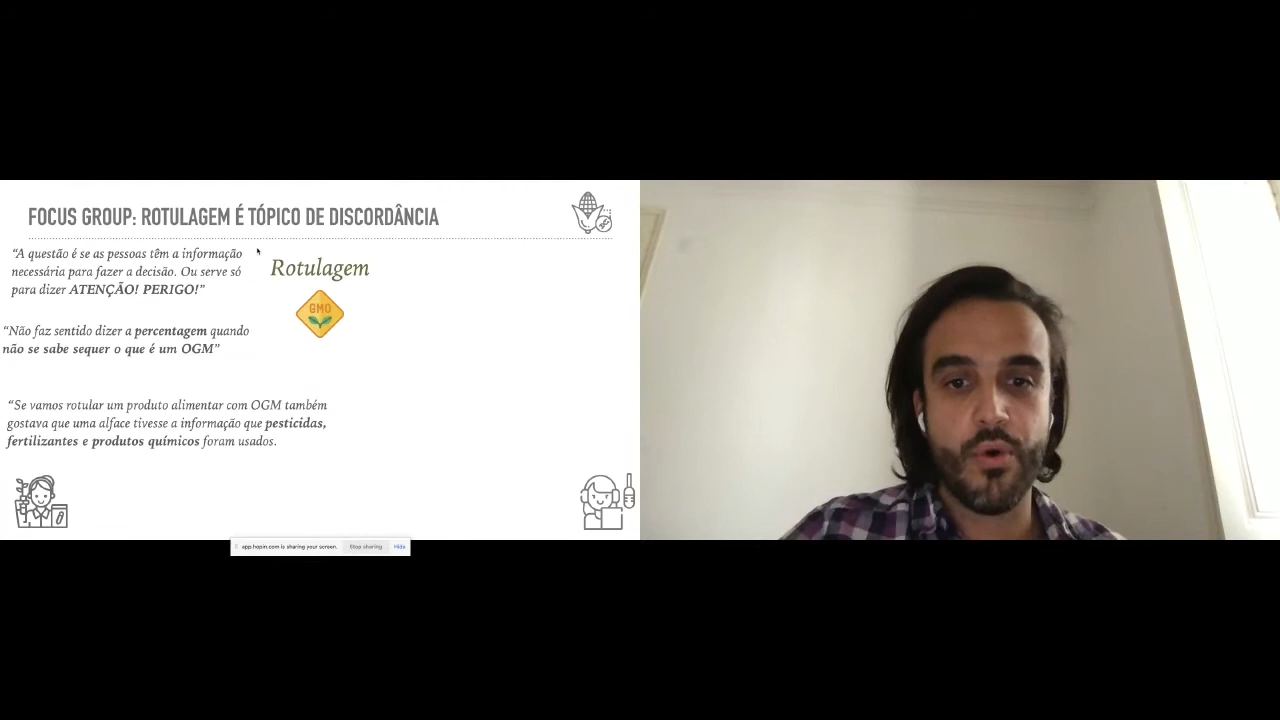 FOCUS GROUP: ROTULAGEM É TÓPICO DE DISCORDÂNCIA
“A questão é se as pessoas têm a informação
necessária para fazer a decisão. Ou serve só
para dizer ATENÇÃO! PERIGO!”
Rotulagem
GMO
“Não faz sentido dizer a percentagem quando
não se sabe sequer o que é um OGM”
“Se vamos rotular um produto alimentar com OGM também
gostava que uma alface tivesse a informação que pesticidas,
fertilizantes e produtos químicos foram usados.
app.hopin.com is sharing your screen.
Stop sharing
Hide